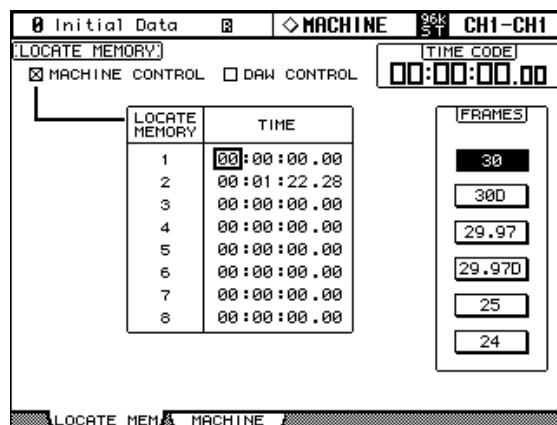 0 Initial Data R ◇MACHINE 96k ST CH1-CH1
LOCATE MEMORY
TIME CODE
☒ MACHINE CONTROL ☐ DAW CONTROL
00:00:00.00
LOCATE MEMORY TIME
FRAMES
1 00:00:00.00
2 00:01:22.28
3 00:00:00.00
4 00:00:00.00
5 00:00:00.00
6 00:00:00.00
7 00:00:00.00
8 00:00:00.00
30
30D
29.97
29.97D
25
24
LOCATE MEM MACHINE